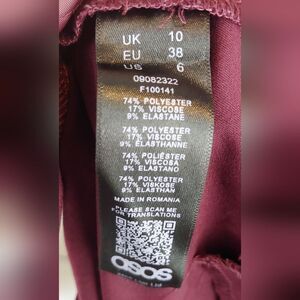 UK 10
EU 38
US 6
09082322
F100141
74% POLYESTER
17% VISCOSE
9% ELASTANE
74% POLYESTER
17% VISCOSE
9% ELASTHANNE
74% POLIÉSTER
17% VISCOSA
9% ELASTANO
74% POLYESTER
17% VISKOSE
9% ELASTHAN
MADE IN ROMANIA
PLEASE SCAN ME
FOR TRANSLATIONS
asos